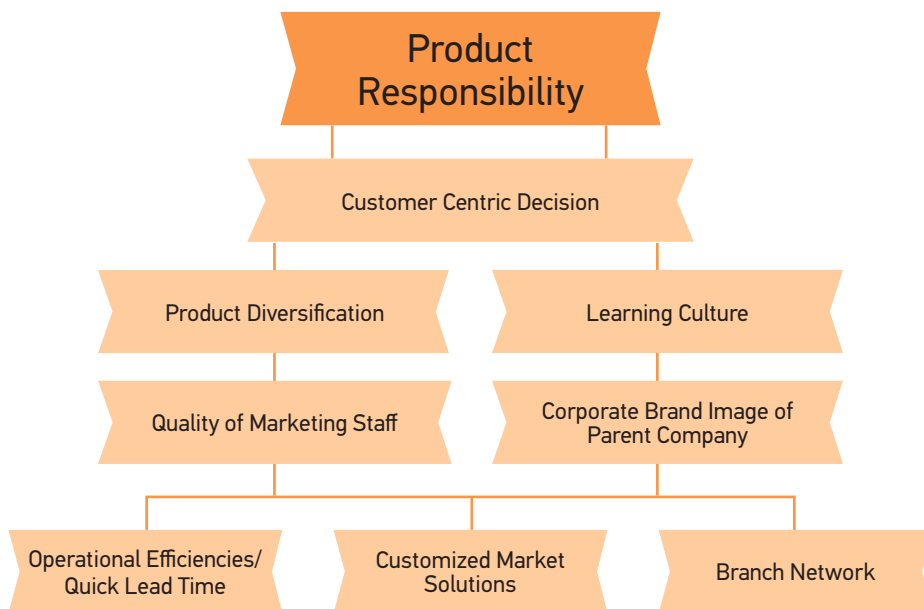 Product
Responsibility
Customer Centric Decision
Product Diversification
Learning Culture
Quality of Marketing Staff
Corporate Brand Image of
Parent Company
Operational Efficiencies/
Quick Lead Time
Customized Market
Solutions
Branch Network